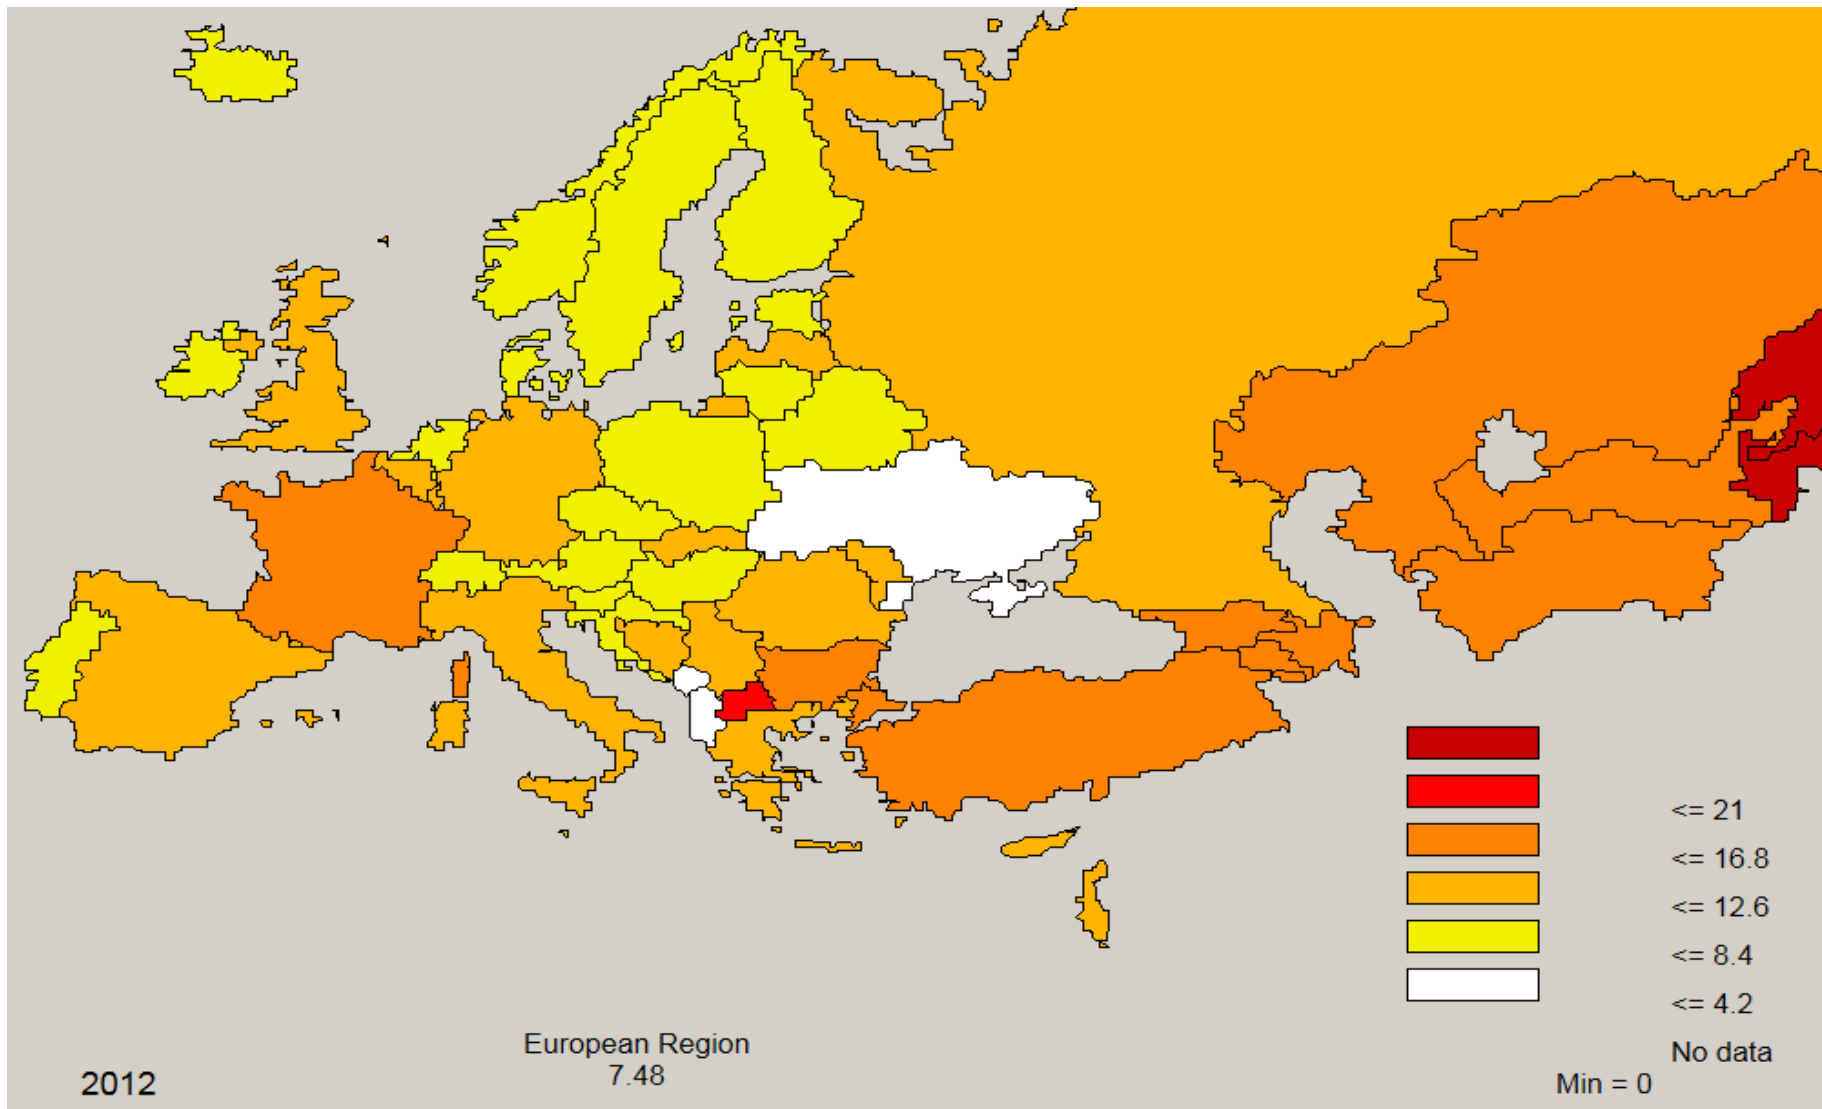 <= 21
<= 16.8
<= 12.6
<= 8.4
<= 4.2
No data
European Region
7.48
2012
Min = 0